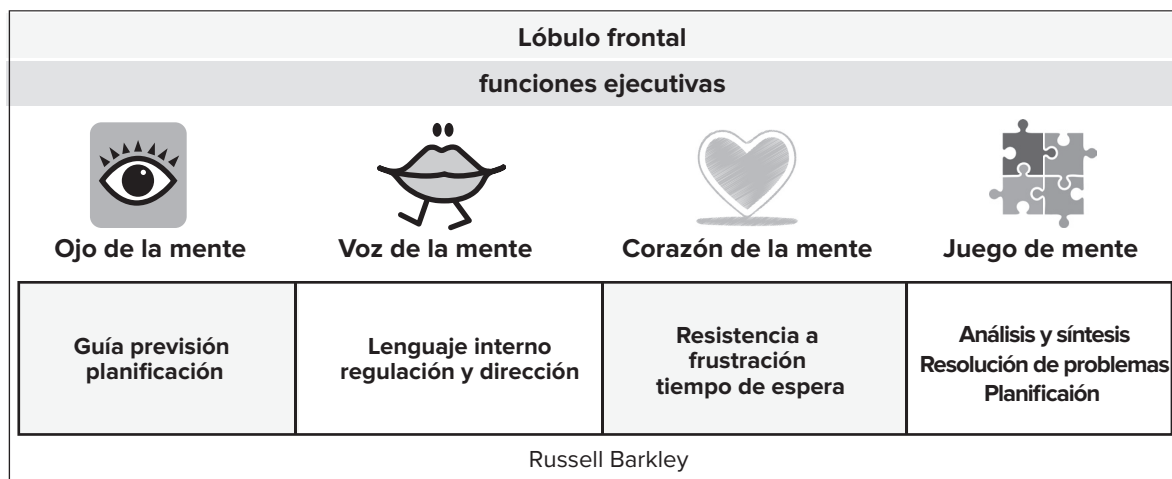 Lóbulo frontal
funciones ejecutivas
Ojo de la mente
Voz de la mente
Corazón de la mente
Juego de mente
Guía previsión
planificación
Lenguaje interno
regulación y dirección
Resistencia a
frustración
tiempo de espera
Análisis y síntesis
Resolución de problemas
Planificaión
Russell Barkley